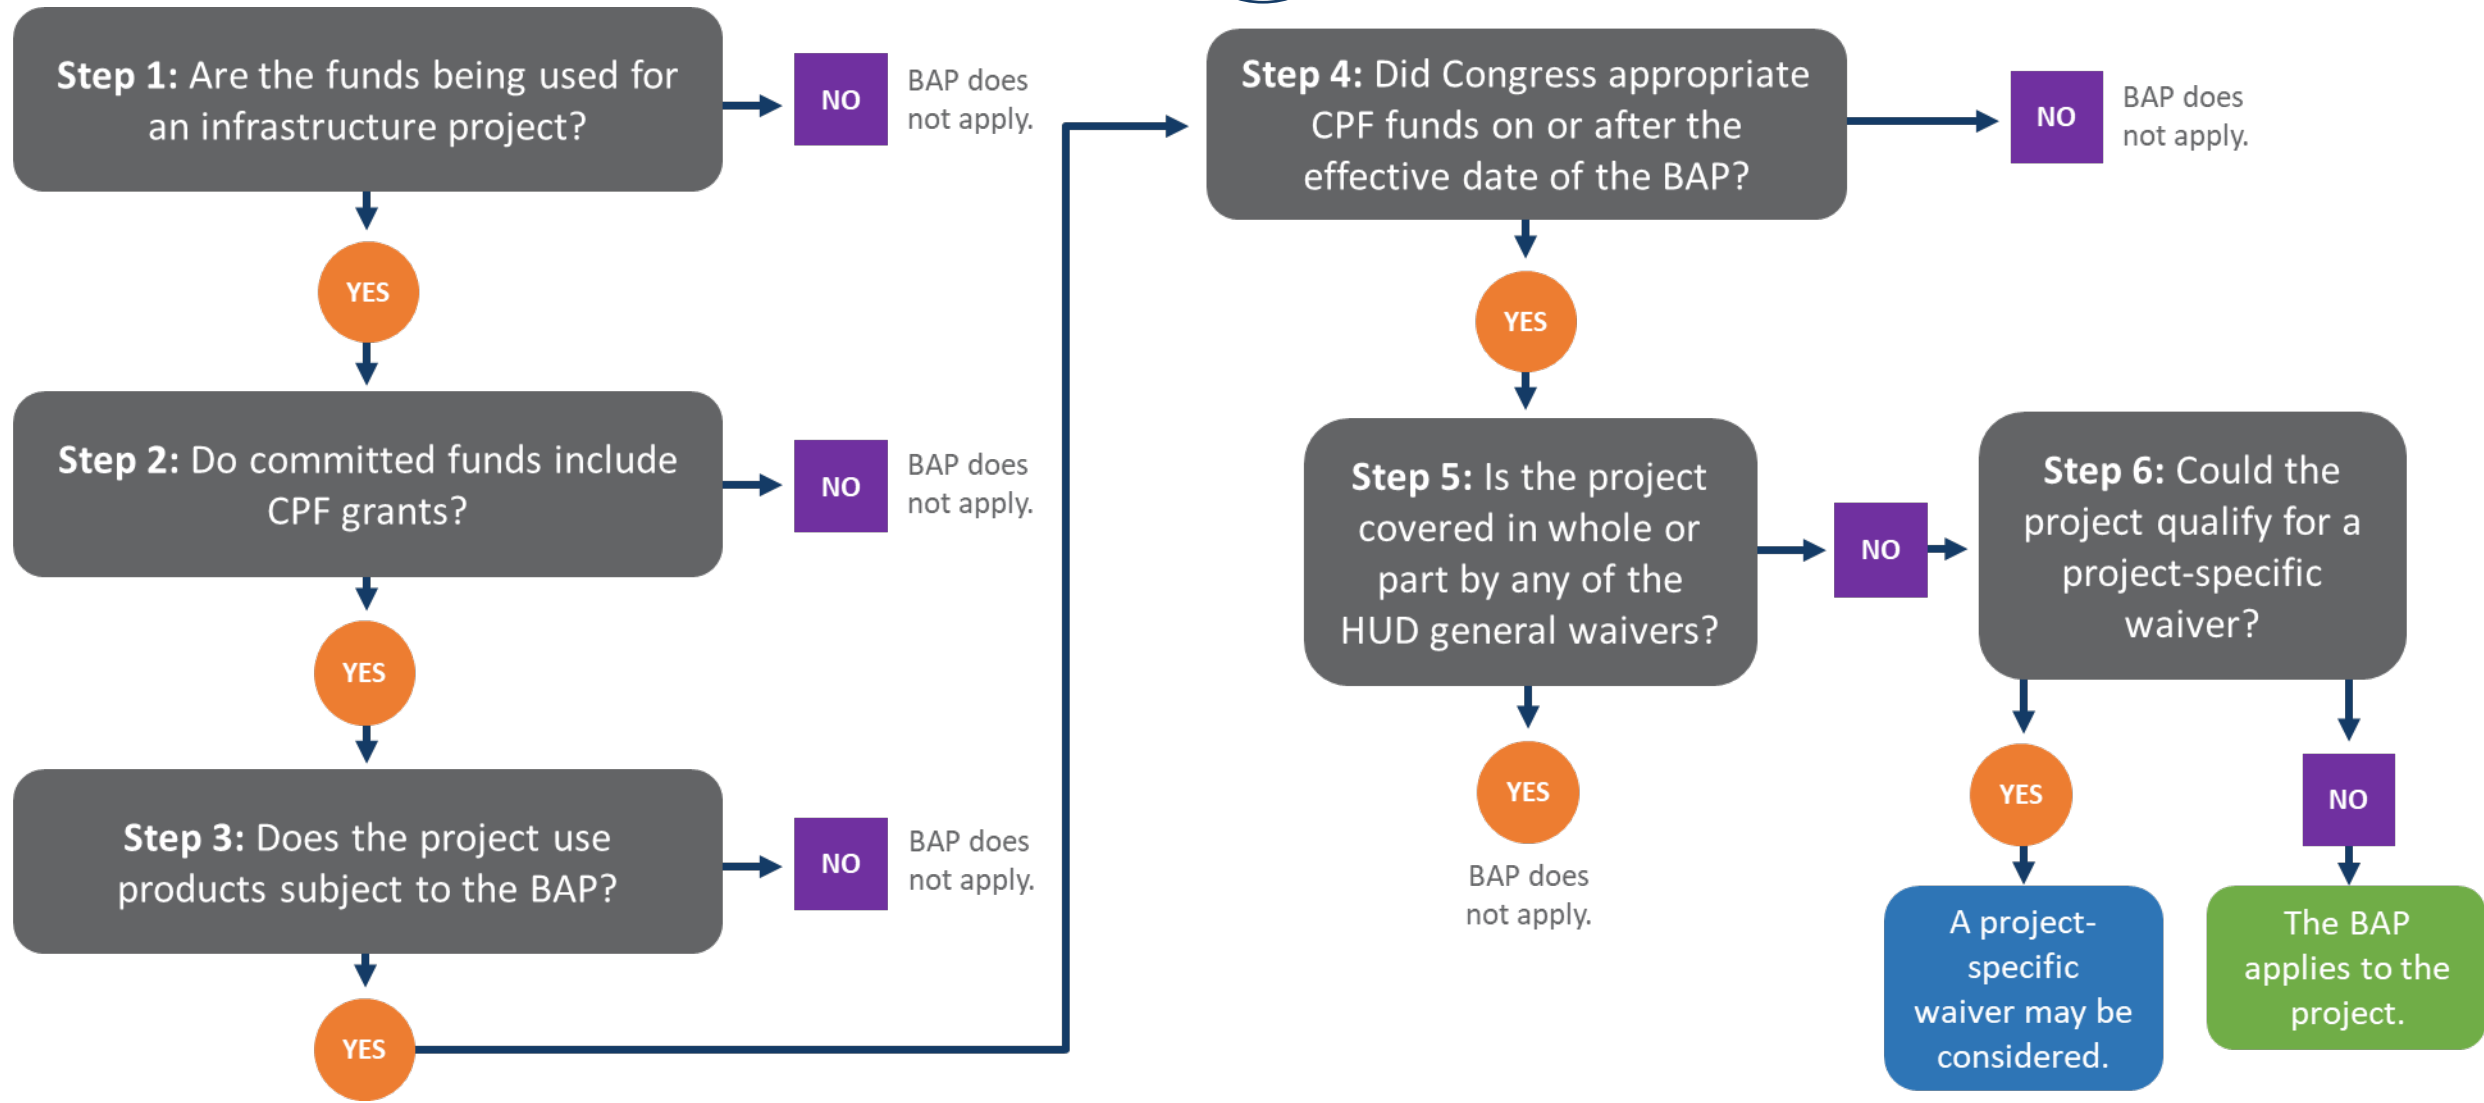 Step 1: Are the funds being used for
an infrastructure project?
NO
BAP does
not apply.
YES
Step 2: Do committed funds include
CPF grants?
NO
BAP does
not apply.
YES
Step 3: Does the project use
products subject to the BAP?
NO
BAP does
not apply.
YES
Step 4: Did Congress appropriate
CPF funds on or after the
effective date of the BAP?
NO
BAP does
not apply.
YES
Step 5: Is the project
covered in whole or
part by any of the
HUD general waivers?
YES
BAP does
not apply.
NO
Step 6: Could the
project qualify for a
project-specific
waiver?
YES
A project-
specific
waiver may be
considered.
NO
The BAP
applies to the
project.